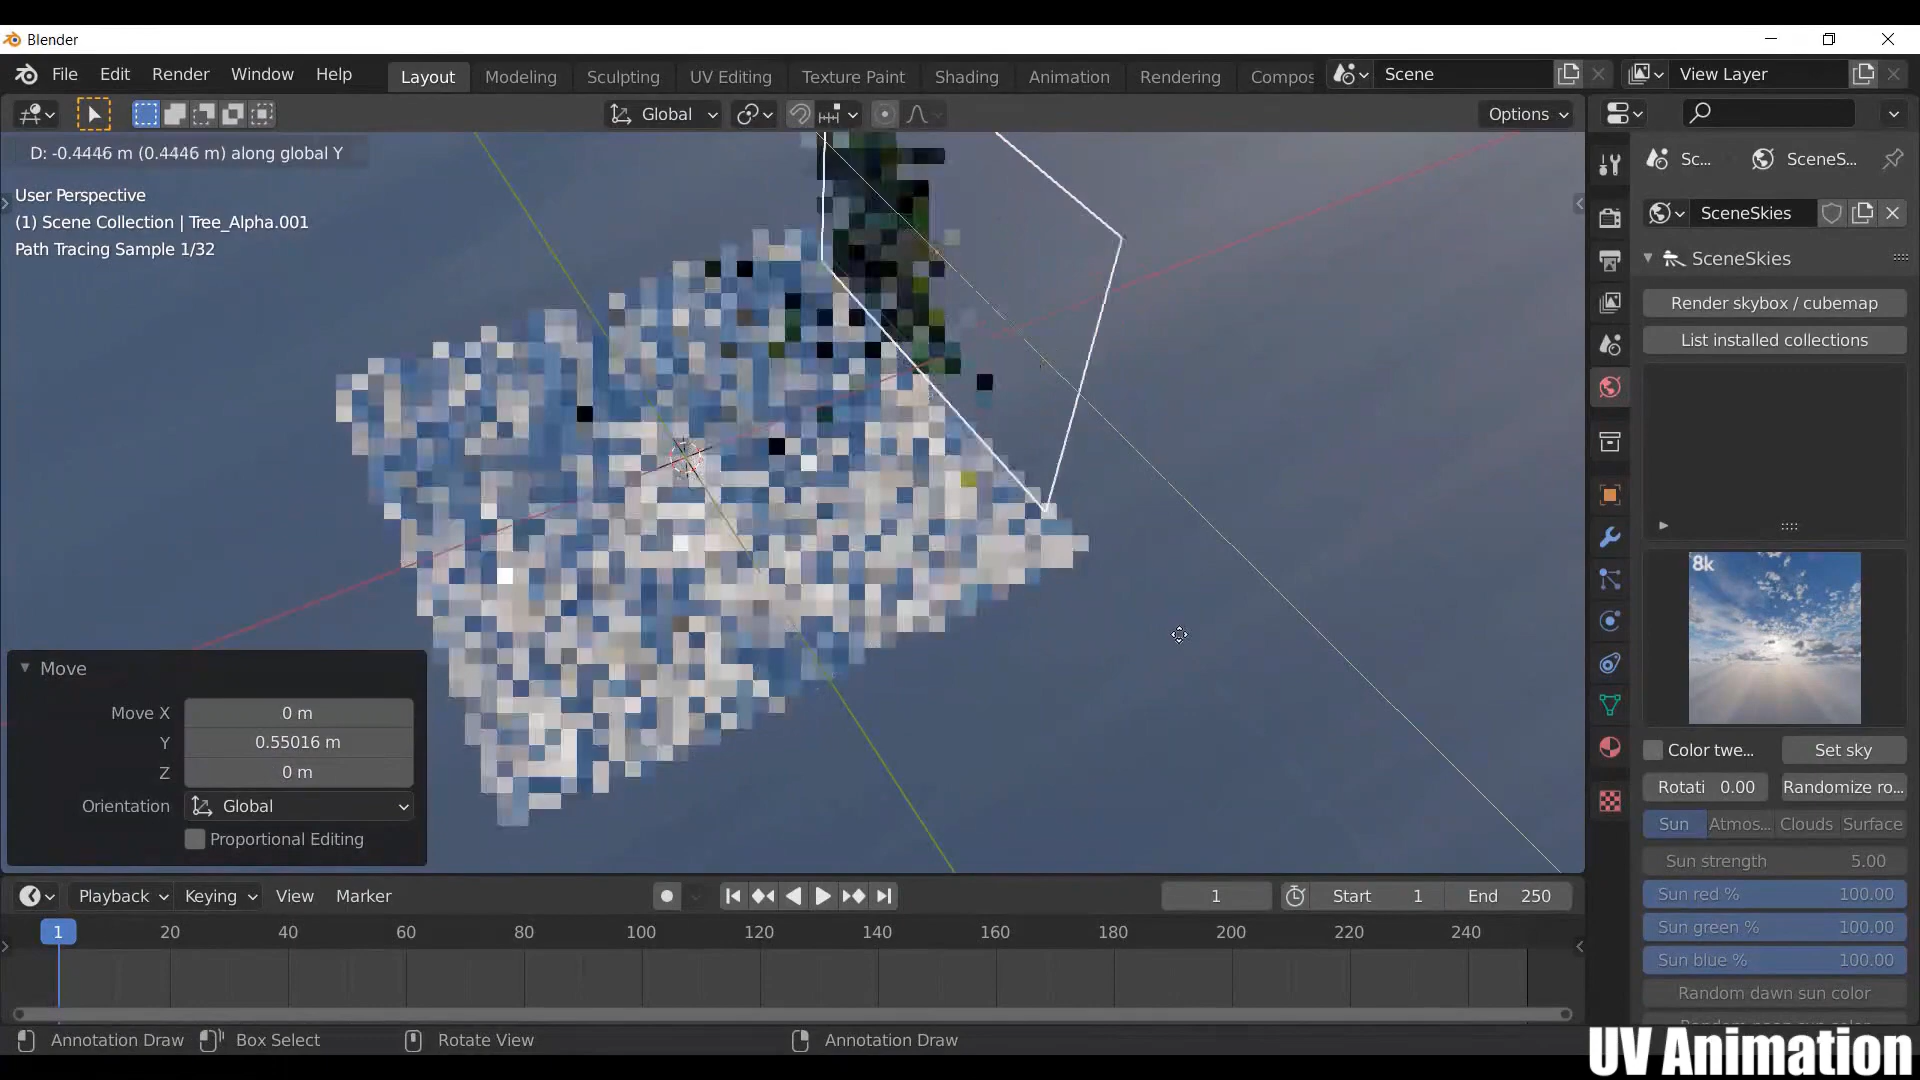 Blender
File Edit Render Window Help
Layout Modeling Sculpting UV Editing Texture Paint Shading Animation Rendering Compos
Scene
View Layer
Global
Options
D: -0.4446 m (0.4446 m) along global Y
User Perspective
(1) Scene Collection | Tree_Alpha.001
Path Tracing Sample 1/32
Sc...
SceneS...
SceneSkies
SceneSkies
Render skybox / cubemap
List installed collections
8k
Color twe...
Set sky
Rotati 0.00
Randomize ro...
Sun Atmos... Clouds Surface
Sun strength 5.00
Sun red % 100.00
Sun green % 100.00
Sun blue % 100.00
Random dawn sun color
Move
Move X 0 m
Y 0.55016 m
Z 0 m
Orientation Global
Proportional Editing
Playback Keying View Marker
1
Start 1
End 250
1 20 40 60 80 100 120 140 160 180 200 220 240
Annotation Draw
Box Select
Rotate View
Annotation Draw
UV Animation